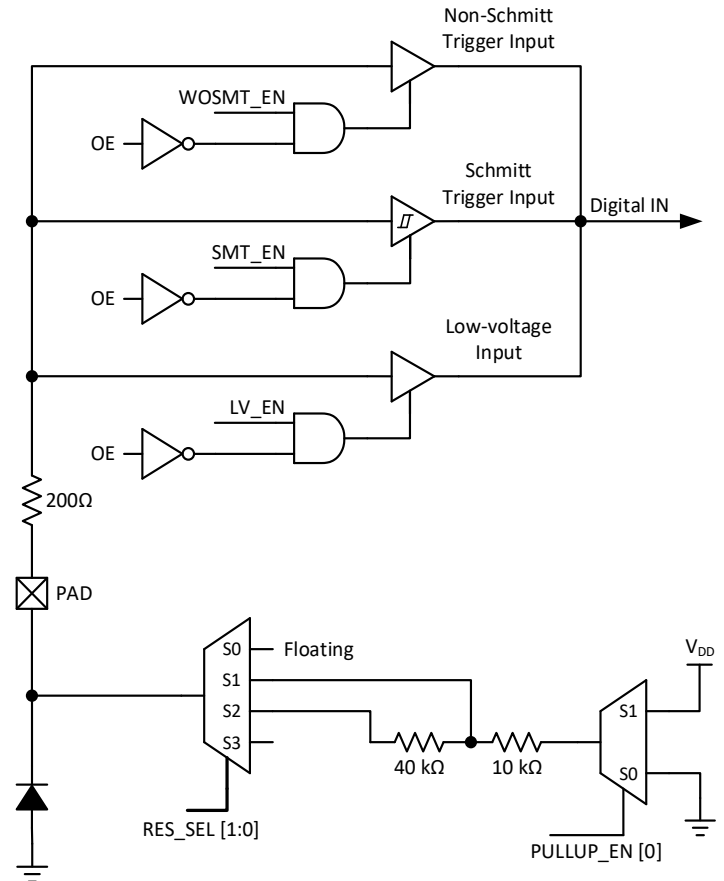 Non-Schmitt
Trigger Input
WOSMT_EN
OE
Schmitt
Trigger Input
Digital IN
SMT_EN
OE
Low-voltage
Input
LV_EN
OE
200Ω
PAD
S0
Floating
S1
S2
S3
40 kΩ
10 kΩ
RES_SEL [1:0]
VDD
S1
S0
PULLUP_EN [0]